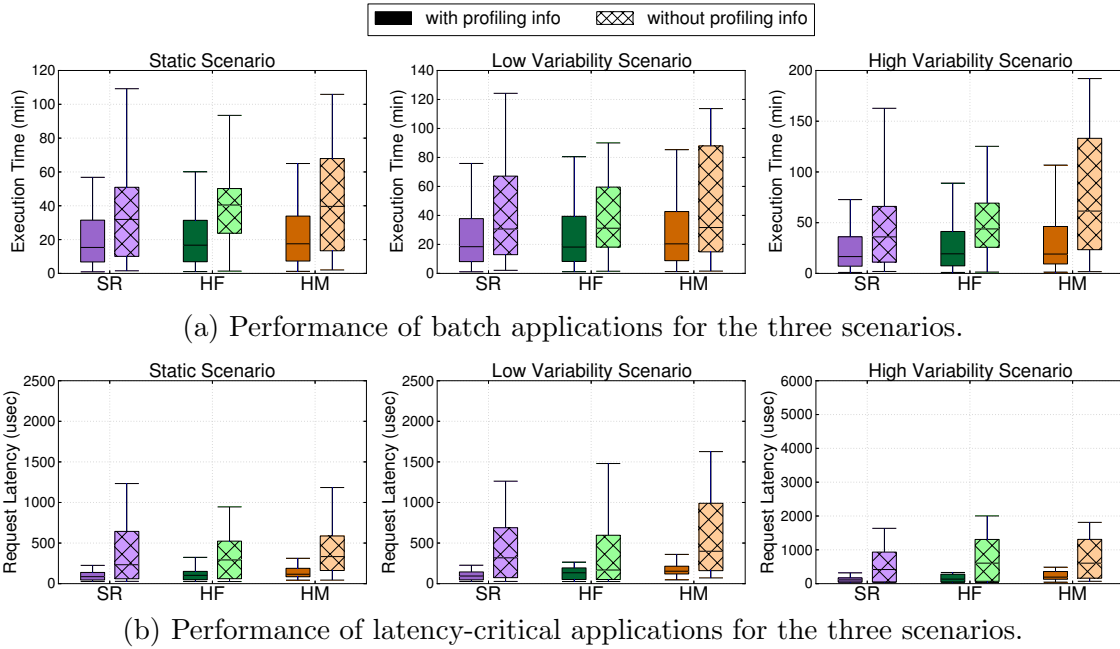 with profiling info without profiling info
Static Scenario
Execution Time (min)
120
100
80
60
40
20
0
SR HF HM
Low Variability Scenario
Execution Time (min)
140
120
100
80
60
40
20
0
SR HF HM
High Variability Scenario
Execution Time (min)
200
150
100
50
0
SR HF HM
(a) Performance of batch applications for the three scenarios.
Static Scenario
Request Latency (usec)
2500
2000
1500
1000
500
0
SR HF HM
Low Variability Scenario
Request Latency (usec)
2500
2000
1500
1000
500
0
SR HF HM
High Variability Scenario
Request Latency (usec)
6000
5000
4000
3000
2000
1000
0
SR HF HM
(b) Performance of latency-critical applications for the three scenarios.